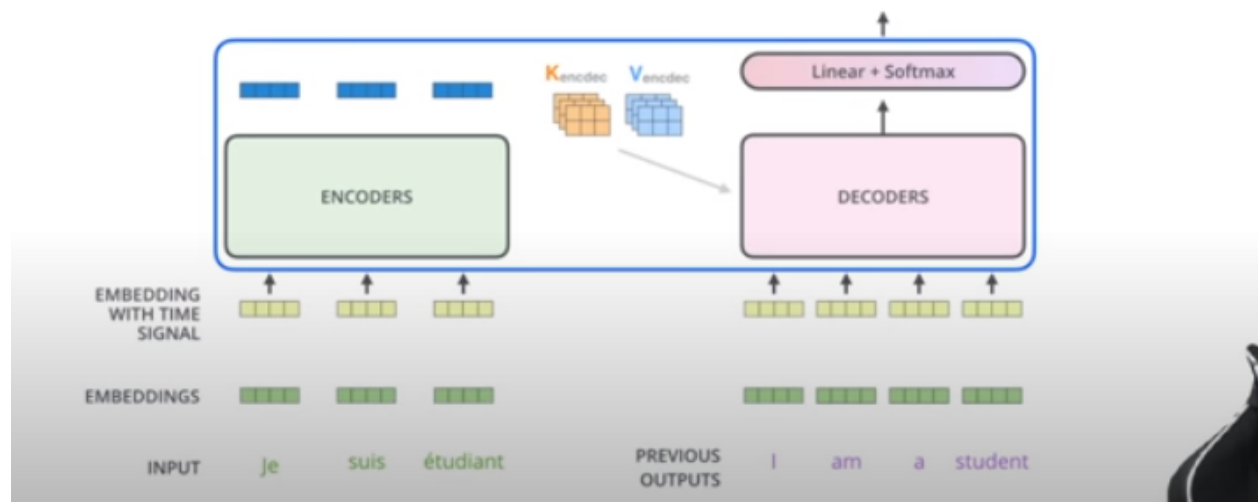 Kencdec Vencdec
Linear + Softmax
ENCODERS
DECODERS
EMBEDDING
WITH TIME
SIGNAL
EMBEDDINGS
INPUT
Je suis étudiant
PREVIOUS
OUTPUTS
I am a student